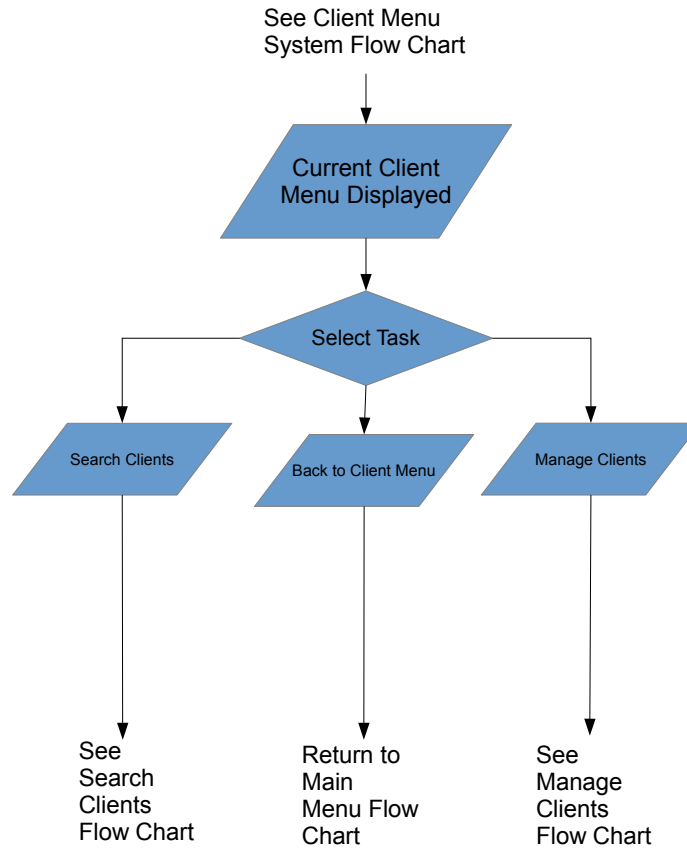 See Client Menu
System Flow Chart
Current Client
Menu Displayed
Select Task
Search Clients
Back to Client Menu
Manage Clients
See
Search
Clients
Flow Chart
Return to
Main
Menu Flow
Chart
See
Manage
Clients
Flow Chart